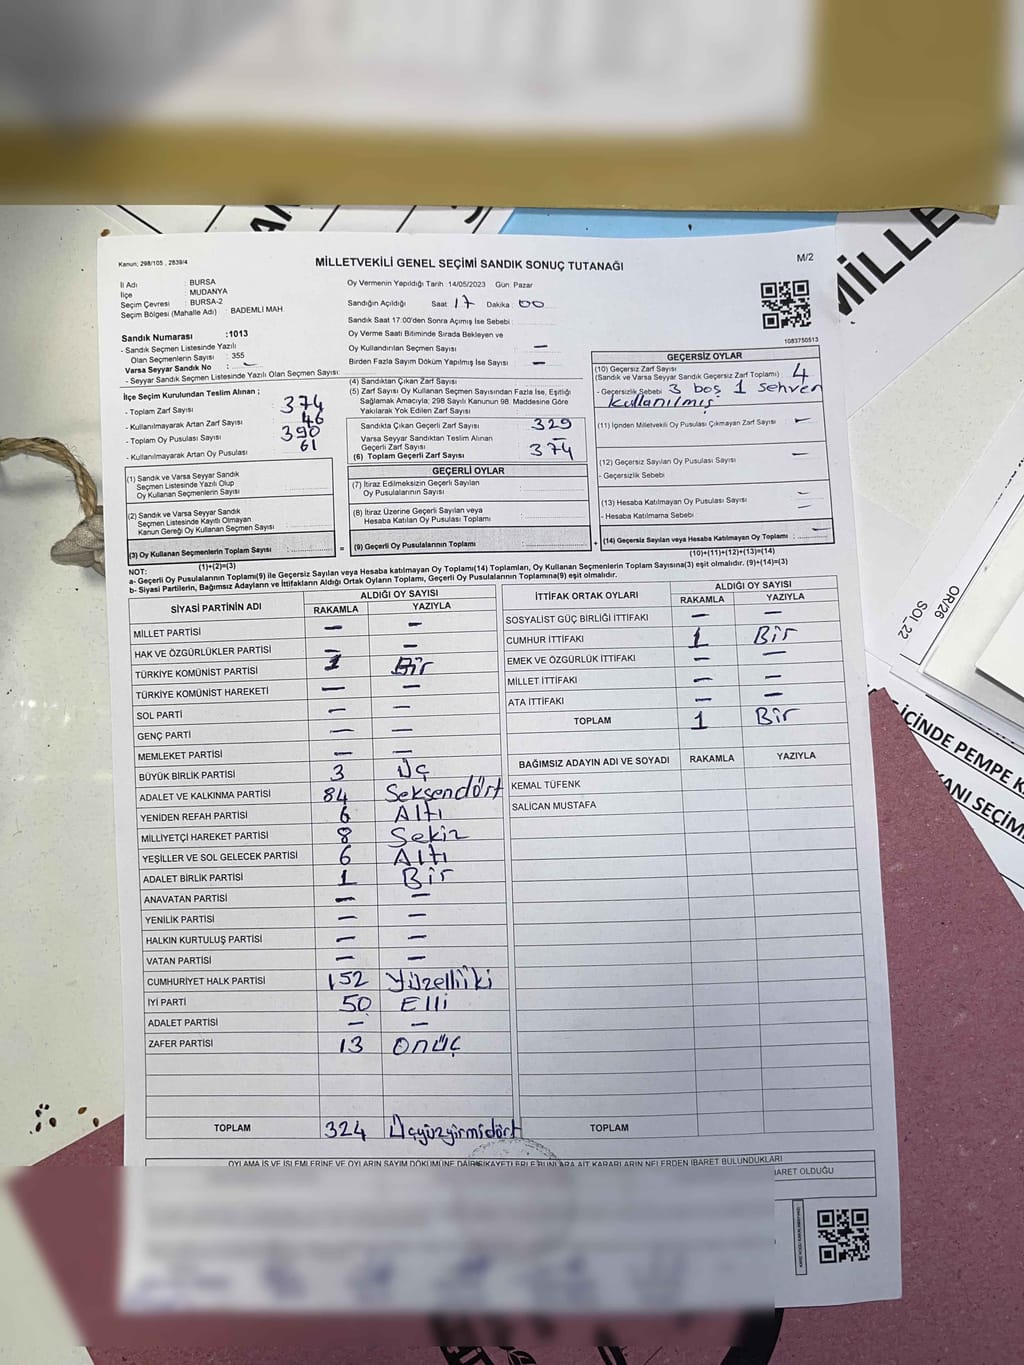 MİLLE
Kanun; 298/105 , 2839/4
MİLLETVEKİLİ GENEL SEÇİMİ SANDIK SONUÇ TUTANAĞI
M/2
İl Adı : BURSA
İlçe : MUDANYA
Seçim Çevresi : BURSA-2
Seçim Bölgesi (Mahalle Adı) : BADEMLİ MAH
Sandık Numarası :1013
- Sandık Seçmen Listesinde Yazılı
Olan Seçmenlerin Sayısı : 355
Varsa Seyyar Sandık No :
- Seyyar Sandık Seçmen Listesinde Yazılı Olan Seçmen Sayısı:
Oy Vermenin Yapıldığı Tarih :14/05/2023 Gün :Pazar
Sandığın Açıldığı Saat 17 Dakika : 00
Sandık Saat 17:00'den Sonra Açımış İse Sebebi :
Oy Verme Saati Bitiminde Sırada Bekleyen ve
Oy Kullandırılan Seçmen Sayısı : —
Birden Fazla Sayım Döküm Yapılmış İse Sayısı : —
1083750513
İlçe Seçim Kurulundan Teslim Alınan ;
- Toplam Zarf Sayısı : 374
- Kullanılmayarak Artan Zarf Sayısı : 46
- Toplam Oy Pusulası Sayısı : 390
- Kullanılmayarak Artan Oy Pusulası : 61
(4) Sandıktan Çıkan Zarf Sayısı
(5) Zarf Sayısı Oy Kullanan Seçmen Sayısından Fazla İse, Eşitliği
Sağlamak Amacıyla; 298 Sayılı Kanunun 98. Maddesine Göre
Yakılarak Yok Edilen Zarf Sayısı
Sandıkta Çıkan Geçerli Zarf Sayısı : 329
Varsa Seyyar Sandıktan Teslim Alınan
Geçerli Zarf Sayısı : —
(6) Toplam Geçerli Zarf Sayısı : 374
GEÇERSİZ OYLAR
(10) Geçersiz Zarf Sayısı
(Sandık ve Varsa Seyyar Sandık Geçersiz Zarf Toplamı) : 4
- Geçersizlik Sebebi : 3 boş 1 Sehven
kullanılmış
(11) İçinden Milletvekili Oy Pusulası Çıkmayan Zarf Sayısı : —
(12) Geçersiz Sayılan Oy Pusulası Sayısı : —
- Geçersizlik Sebebi :
(13) Hesaba Katılmayan Oy Pusulası Sayısı : —
- Hesaba Katılmama Sebebi : —
(14) Geçersiz Sayılan veya Hesaba Katılmayan Oy Toplamı : —
(10)+(11)+(12)+(13)=(14)
(1) Sandık ve Varsa Seyyar Sandık
Seçmen Listesinde Yazılı Olup
Oy Kullanan Seçmenlerin Sayısı :
(2) Sandık ve Varsa Seyyar Sandık
Seçmen Listesinde Kayıtlı Olmayan
Kanun Gereği Oy Kullanan Seçmen Sayısı :
(3) Oy Kullanan Seçmenlerin Toplam Sayısı :
(1)+(2)=(3)
GEÇERLİ OYLAR
(7) İtiraz Edilmeksizin Geçerli Sayılan
Oy Pusulalarının Sayısı :
(8) İtiraz Üzerine Geçerli Sayılan veya
Hesaba Katılan Oy Pusulası Toplamı :
(9) Geçerli Oy Pusulalarının Toplamı :
NOT:
a- Geçerli Oy Pusulalarının Toplamı(9) ile Geçersiz Sayılan veya Hesaba katılmayan Oy Toplamı(14) Toplamları, Oy Kullanan Seçmenlerin Toplam Sayısına(3) eşit olmalıdır. (9)+(14)=(3)
b- Siyasi Partilerin, Bağımsız Adayların ve İttifakların Aldığı Ortak Oyların Toplamı, Geçerli Oy Pusulalarının Toplamına(9) eşit olmalıdır.
SİYASİ PARTİNİN ADI ALDIĞI OY SAYISI
RAKAMLA YAZIYLA
MİLLET PARTİSİ — —
HAK VE ÖZGÜRLÜKLER PARTİSİ — —
TÜRKİYE KOMÜNİST PARTİSİ 1 Bir
TÜRKİYE KOMÜNİST HAREKETİ — —
SOL PARTİ — —
GENÇ PARTİ — —
MEMLEKET PARTİSİ — —
BÜYÜK BİRLİK PARTİSİ 3 Üç
ADALET VE KALKINMA PARTİSİ 84 Seksendört
YENİDEN REFAH PARTİSİ 6 Altı
MİLLİYETÇİ HAREKET PARTİSİ 8 Sekiz
YEŞİLLER VE SOL GELECEK PARTİSİ 6 Altı
ADALET BİRLİK PARTİSİ 1 Bir
ANAVATAN PARTİSİ — —
YENİLİK PARTİSİ — —
HALKIN KURTULUŞ PARTİSİ — —
VATAN PARTİSİ — —
CUMHURİYET HALK PARTİSİ 152 Yüzelliiki
İYİ PARTİ 50 Elli
ADALET PARTİSİ — —
ZAFER PARTİSİ 13 Onüç
TOPLAM 324 Üçyüzyirmidört
İTTİFAK ORTAK OYLARI ALDIĞI OY SAYISI
RAKAMLA YAZIYLA
SOSYALİST GÜÇ BİRLİĞİ İTTİFAKI — —
CUMHUR İTTİFAKI 1 Bir
EMEK VE ÖZGÜRLÜK İTTİFAKI — —
MİLLET İTTİFAKI — —
ATA İTTİFAKI — —
TOPLAM 1 Bir
BAĞIMSIZ ADAYIN ADI VE SOYADI RAKAMLA YAZIYLA
KEMAL TÜFENK
SALİCAN MUSTAFA
TOPLAM
OYLAMA İŞ VE İŞLEMLERİNE VE OYLARIN SAYIM DÖKÜMÜNE DAİR ŞİKAYETLERLE BUNLARA AİT KARARLARIN NELERDEN İBARET BULUNDUKLARI
BARET OLDUĞU
OR/26
SOI_22
İÇİNDE PEMPE K
KANI SEÇİM